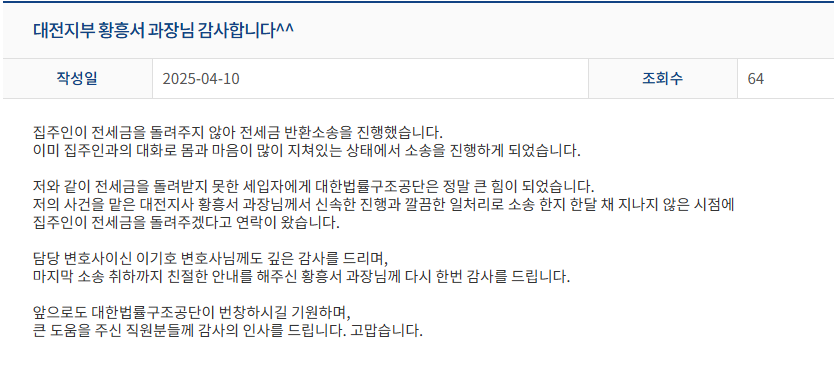 대전지부 황흥서 과장님 감사합니다^^
작성일 2025-04-10 조회수 64
집주인이 전세금을 돌려주지 않아 전세금 반환소송을 진행했습니다.
이미 집주인과의 대화로 몸과 마음이 많이 지쳐있는 상태에서 소송을 진행하게 되었습니다.
저와 같이 전세금을 돌려받지 못한 세입자에게 대한법률구조공단은 정말 큰 힘이 되었습니다.
저의 사건을 맡은 대전지사 황흥서 과장님께서 신속한 진행과 깔끔한 일처리로 소송 한지 한달 채 지나지 않은 시점에
집주인이 전세금을 돌려주겠다고 연락이 왔습니다.
담당 변호사이신 이기호 변호사님께도 깊은 감사를 드리며,
마지막 소송 취하까지 친절한 안내를 해주신 황흥서 과장님께 다시 한번 감사를 드립니다.
앞으로도 대한법률구조공단이 번창하시길 기원하며,
큰 도움을 주신 직원분들께 감사의 인사를 드립니다. 고맙습니다.